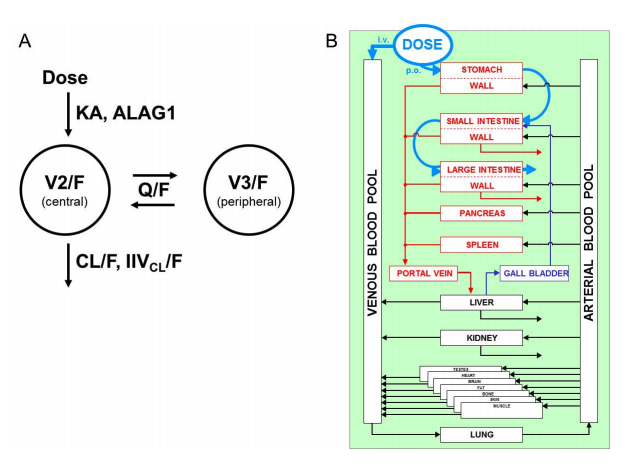 A
Dose
KA, ALAG1
V2/F
(central)
Q/F
V3/F
(peripheral)
CL/F, IIVCL/F
B
i.v.
DOSE
p.o.
STOMACH
WALL
SMALL INTESTINE
WALL
LARGE INTESTINE
WALL
PANCREAS
SPLEEN
PORTAL VEIN
GALL BLADDER
LIVER
KIDNEY
TESTES
HEART
BRAIN
FAT
BONE
SKIN
MUSCLE
LUNG
VENOUS BLOOD POOL
ARTERIAL BLOOD POOL